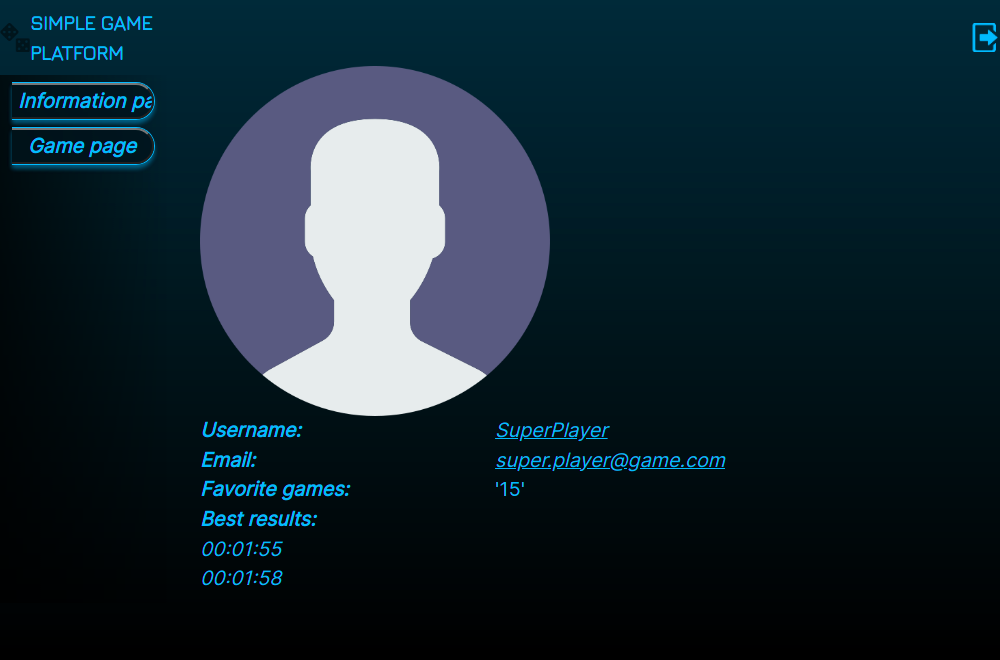 SIMPLE GAME
PLATFORM
Information pa
Game page
Username: SuperPlayer
Email: super.player@game.com
Favorite games: '15'
Best results:
00:01:55
00:01:58